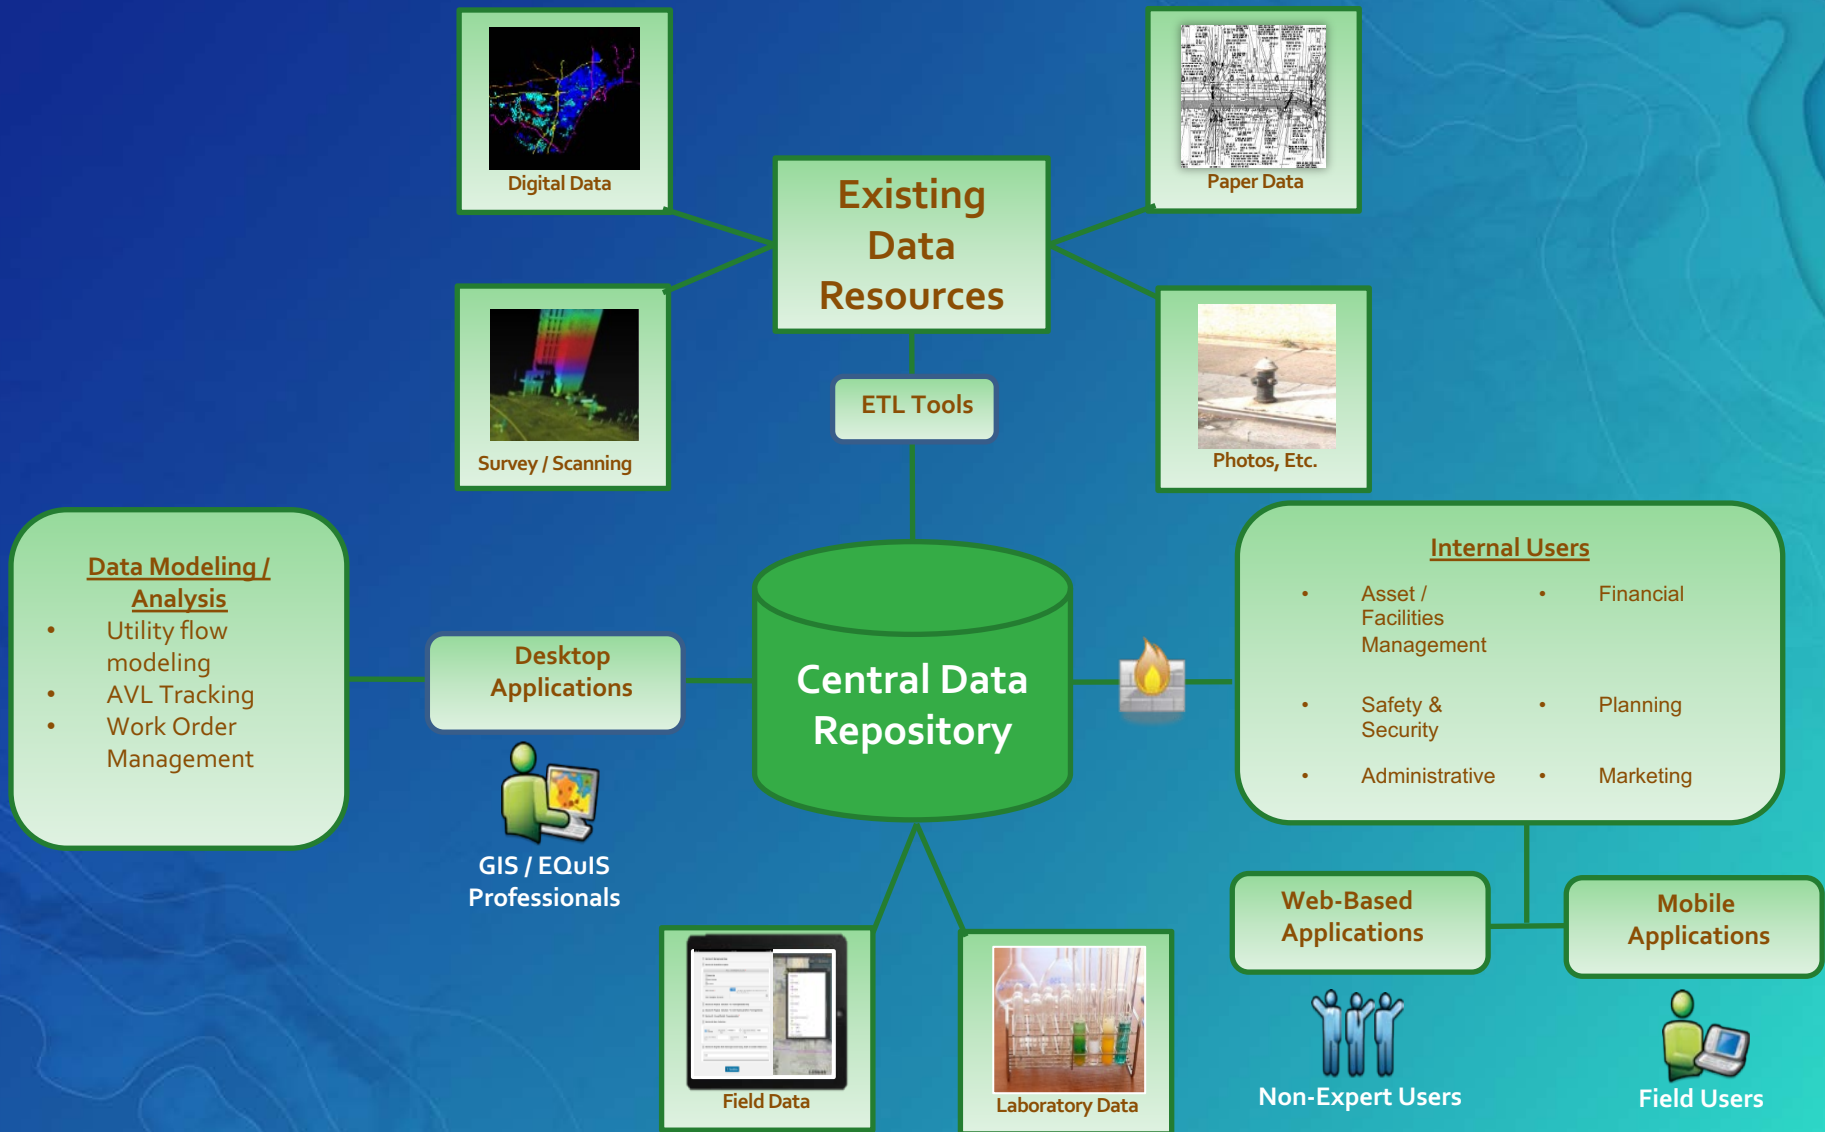 Digital Data
Paper Data
Existing
Data
Resources
Survey / Scanning
ETL Tools
Photos, Etc.
Data Modeling /
Analysis
• Utility flow
modeling
• AVL Tracking
• Work Order
Management
Desktop
Applications
GIS / EQuIS
Professionals
Central Data
Repository
Internal Users
• Asset /
Facilities
Management
• Financial
• Safety &
Security
• Planning
• Administrative
• Marketing
Web-Based
Applications
Mobile
Applications
Non-Expert Users
Field Users
Field Data
Laboratory Data